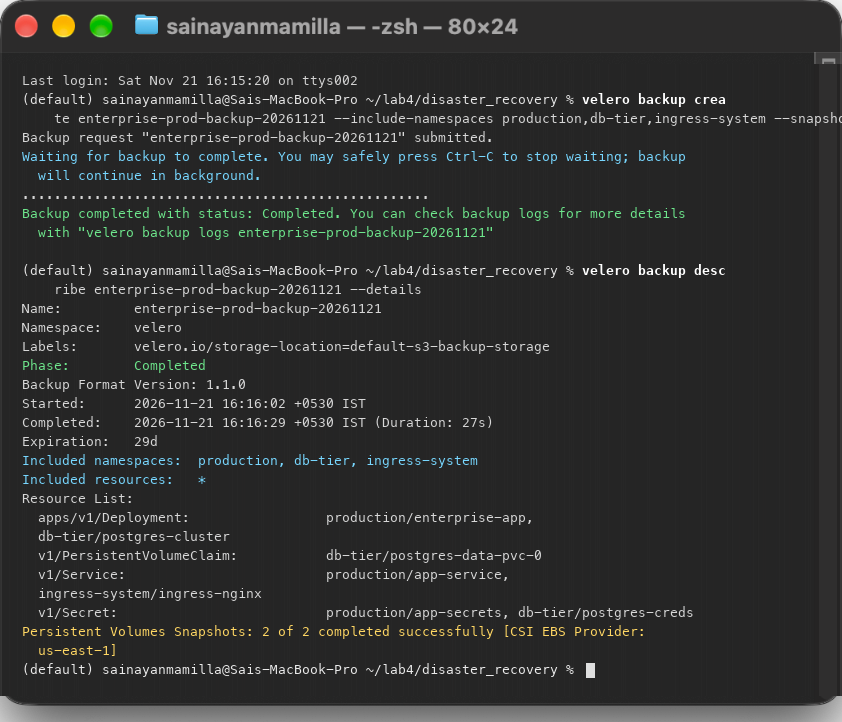 sainayanmamilla — -zsh — 80×24
Last login: Sat Nov 21 16:15:20 on ttys002
(default) sainayanmamilla@Sais-MacBook-Pro ~/lab4/disaster_recovery % velero backup crea
te enterprise-prod-backup-20261121 --include-namespaces production,db-tier,ingress-system --snapsho
Backup request "enterprise-prod-backup-20261121" submitted.
Waiting for backup to complete. You may safely press Ctrl-C to stop waiting; backup
will continue in background.
......................................................
Backup completed with status: Completed. You can check backup logs for more details
with "velero backup logs enterprise-prod-backup-20261121"
(default) sainayanmamilla@Sais-MacBook-Pro ~/lab4/disaster_recovery % velero backup desc
ribe enterprise-prod-backup-20261121 --details
Name: enterprise-prod-backup-20261121
Namespace: velero
Labels: velero.io/storage-location=default-s3-backup-storage
Phase: Completed
Backup Format Version: 1.1.0
Started: 2026-11-21 16:16:02 +0530 IST
Completed: 2026-11-21 16:16:29 +0530 IST (Duration: 27s)
Expiration: 29d
Included namespaces: production, db-tier, ingress-system
Included resources: *
Resource List:
apps/v1/Deployment: production/enterprise-app,
db-tier/postgres-cluster
v1/PersistentVolumeClaim: db-tier/postgres-data-pvc-0
v1/Service: production/app-service,
ingress-system/ingress-nginx
v1/Secret: production/app-secrets, db-tier/postgres-creds
Persistent Volumes Snapshots: 2 of 2 completed successfully [CSI EBS Provider:
us-east-1]
(default) sainayanmamilla@Sais-MacBook-Pro ~/lab4/disaster_recovery %